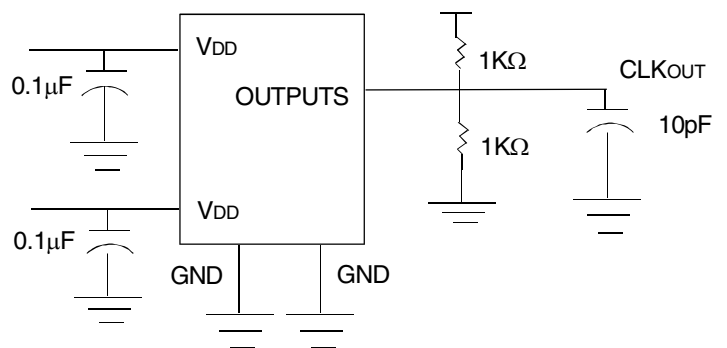 VDD
1KΩ
CLKOUT
0.1μF
OUTPUTS
10pF
1KΩ
VDD
0.1μF
GND
GND